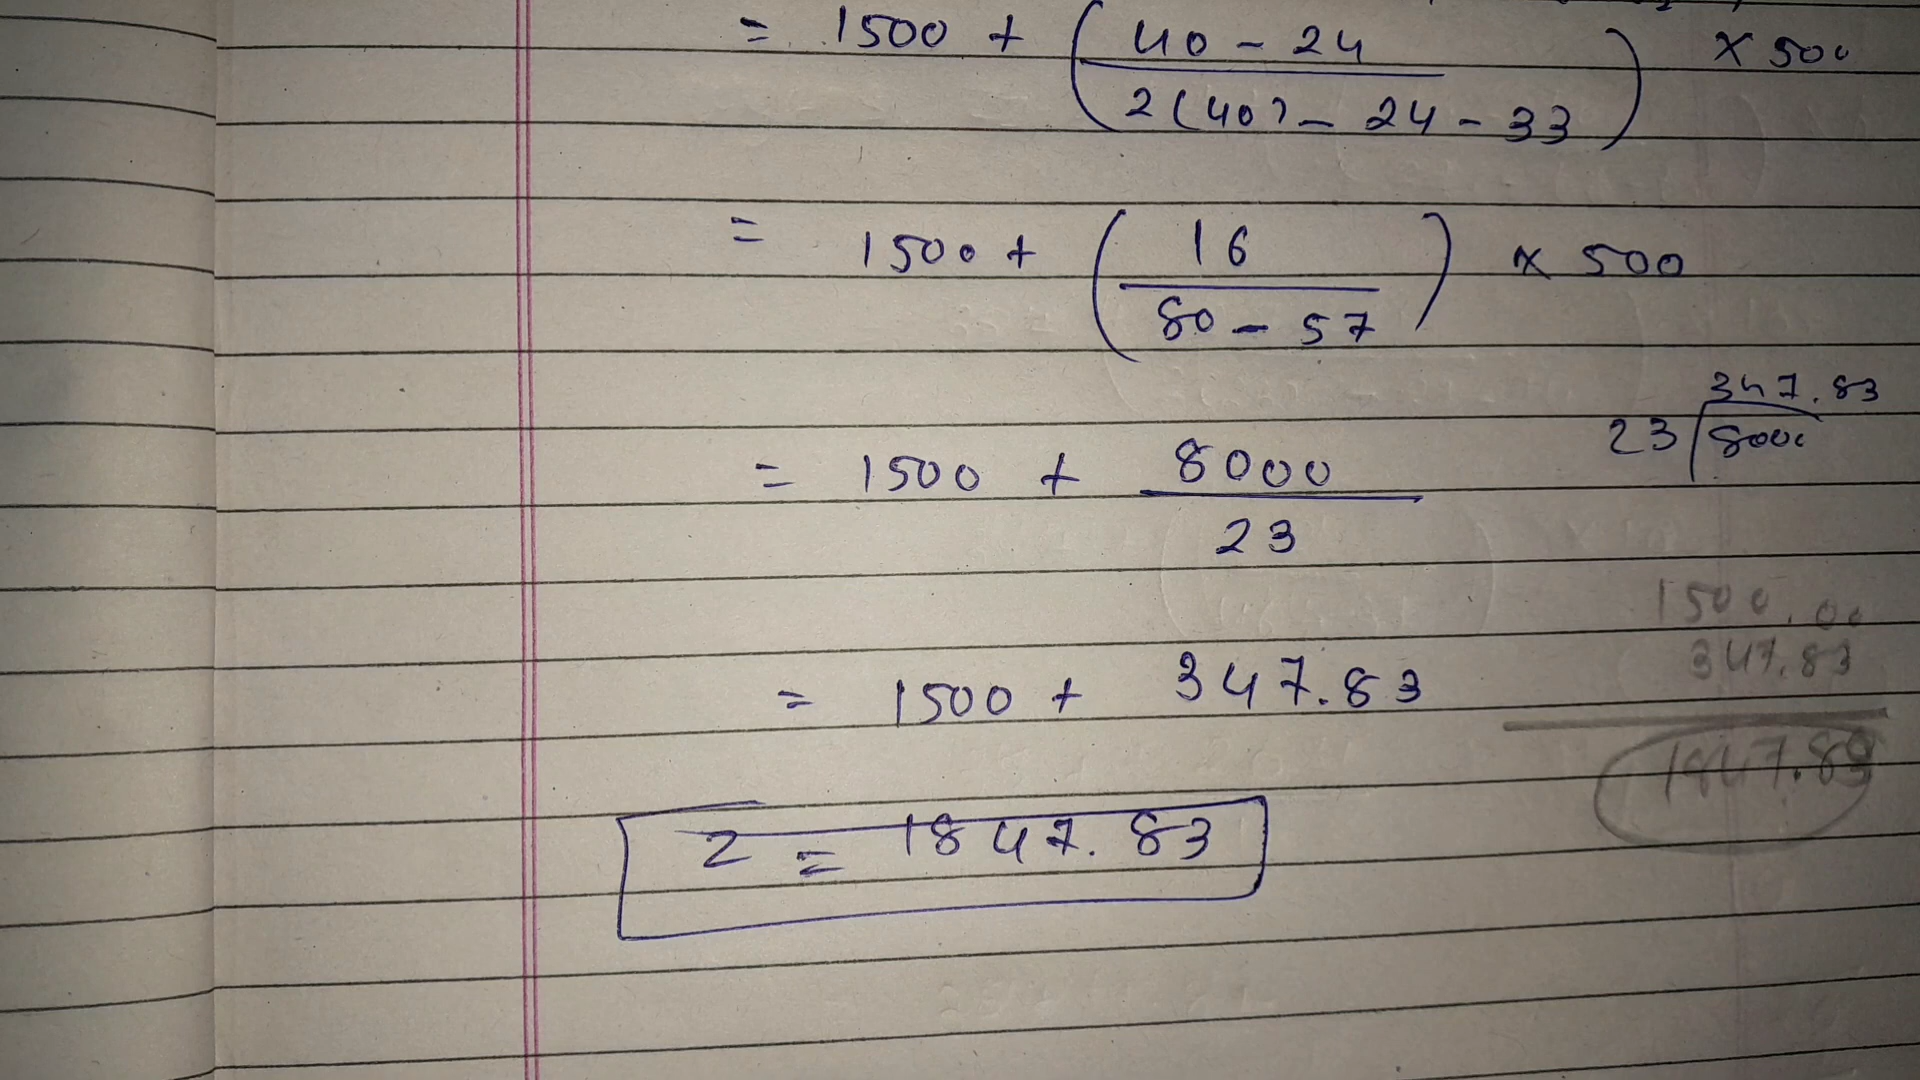 = 1500 + ( 40 - 24 / 2(40) - 24 - 33 ) x 500
= 1500 + ( 16 / 80 - 57 ) x 500
= 1500 + 8000 / 23
347.83
23 8000
= 1500 + 347.83
1500.00
347.83
1847.83
Z = 1847.83